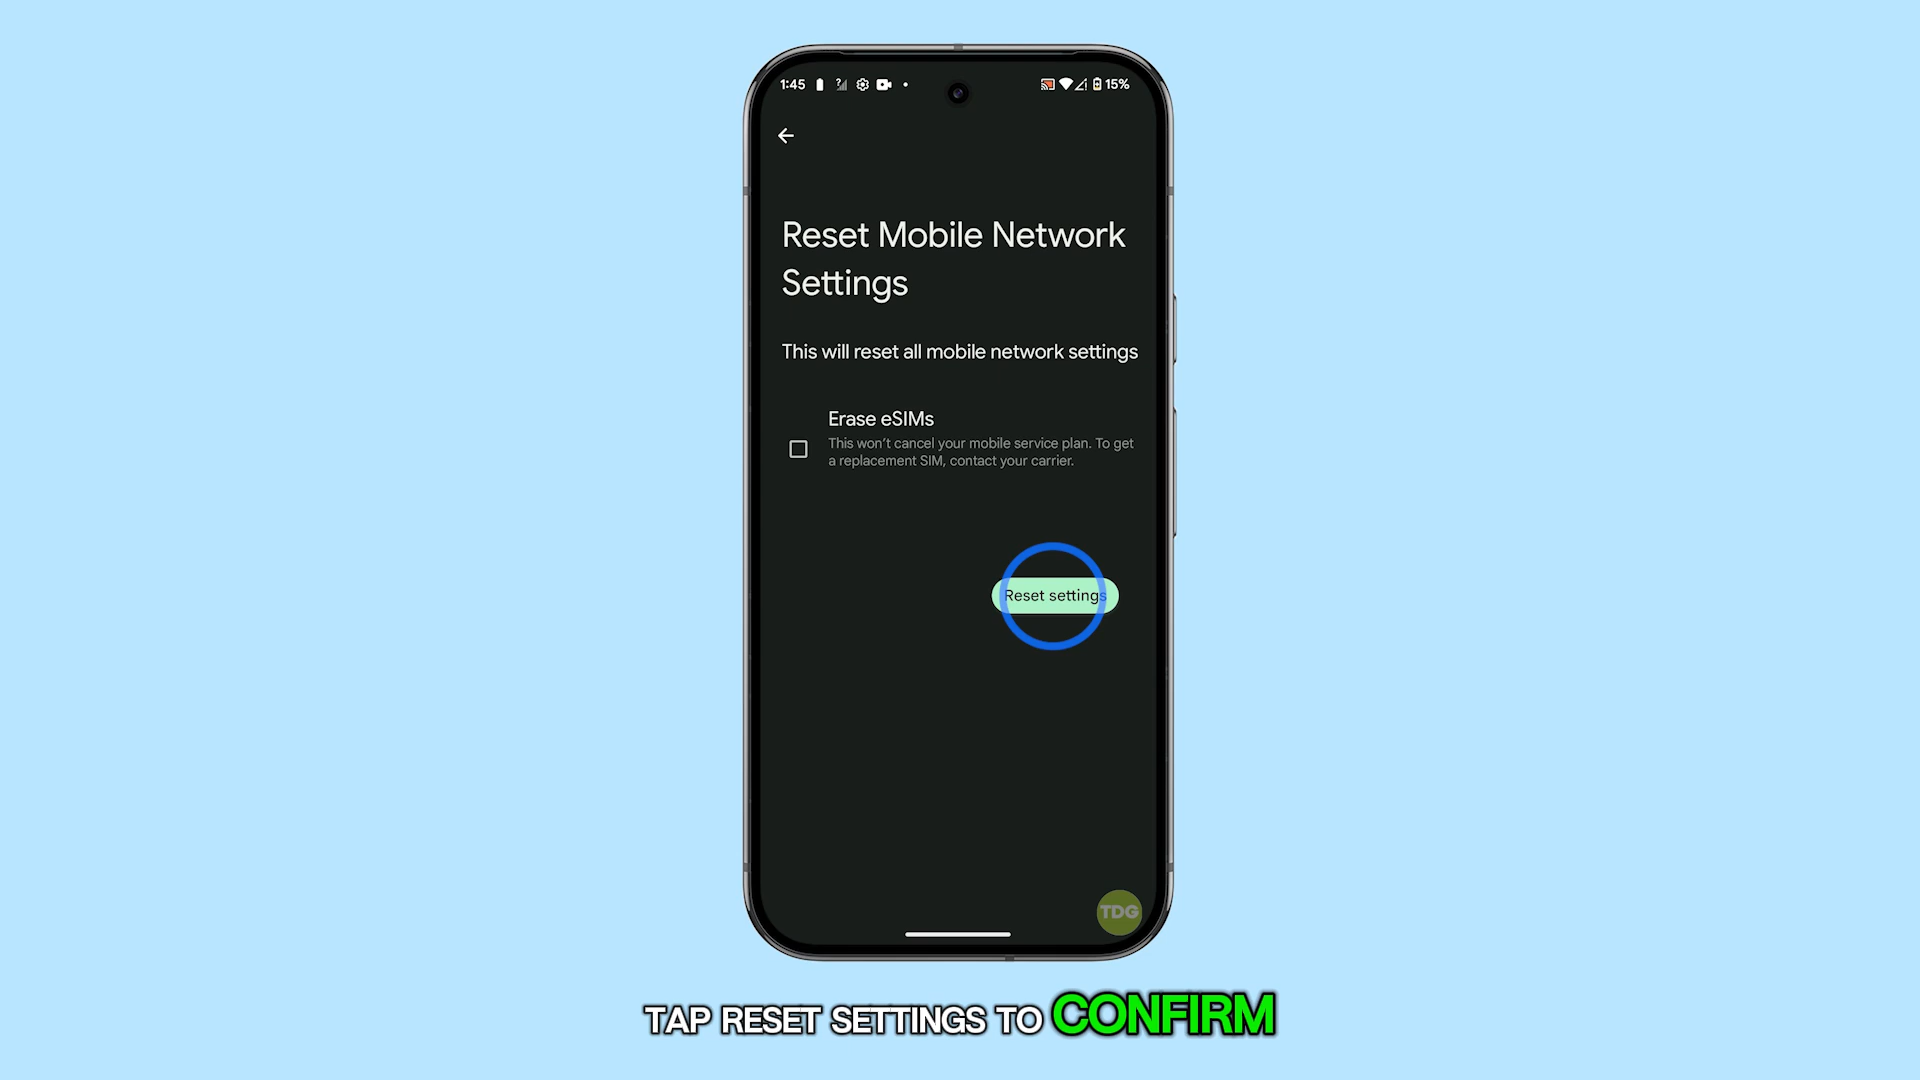 1:45
15%
Reset Mobile Network
Settings
This will reset all mobile network settings
Erase eSIMs
This won't cancel your mobile service plan. To get
a replacement SIM, contact your carrier.
Reset settings
TDG
TAP RESET SETTINGS TO CONFIRM